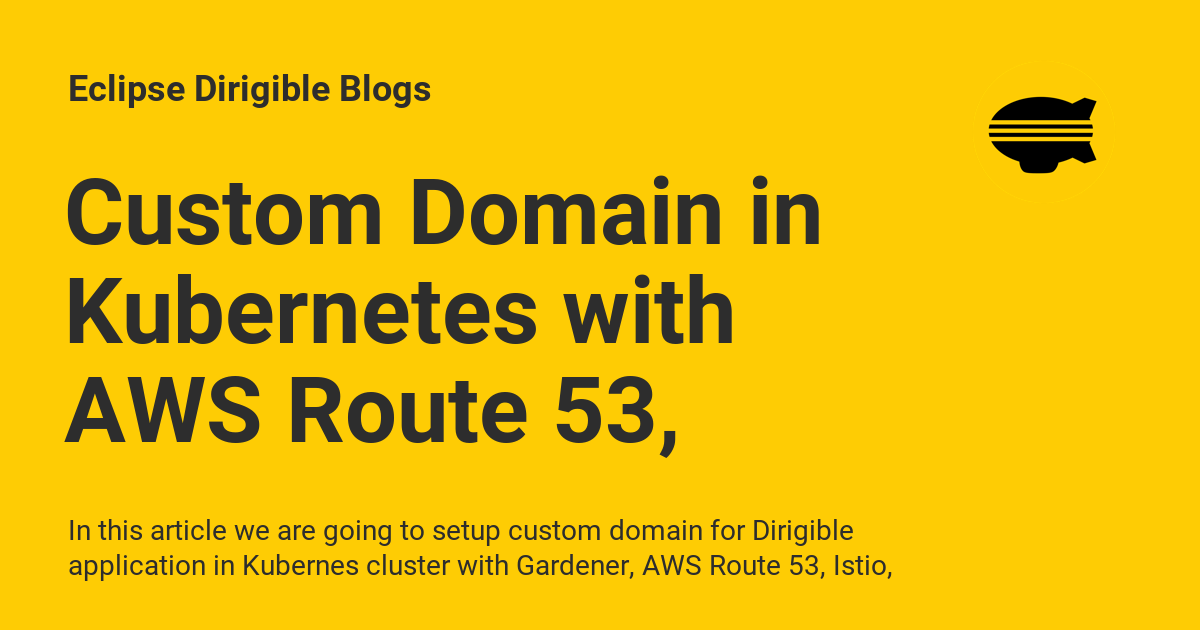 Eclipse Dirigible Blogs
Custom Domain in
Kubernetes with
AWS Route 53,
In this article we are going to setup custom domain for Dirigible
application in Kubernes cluster with Gardener, AWS Route 53, Istio,